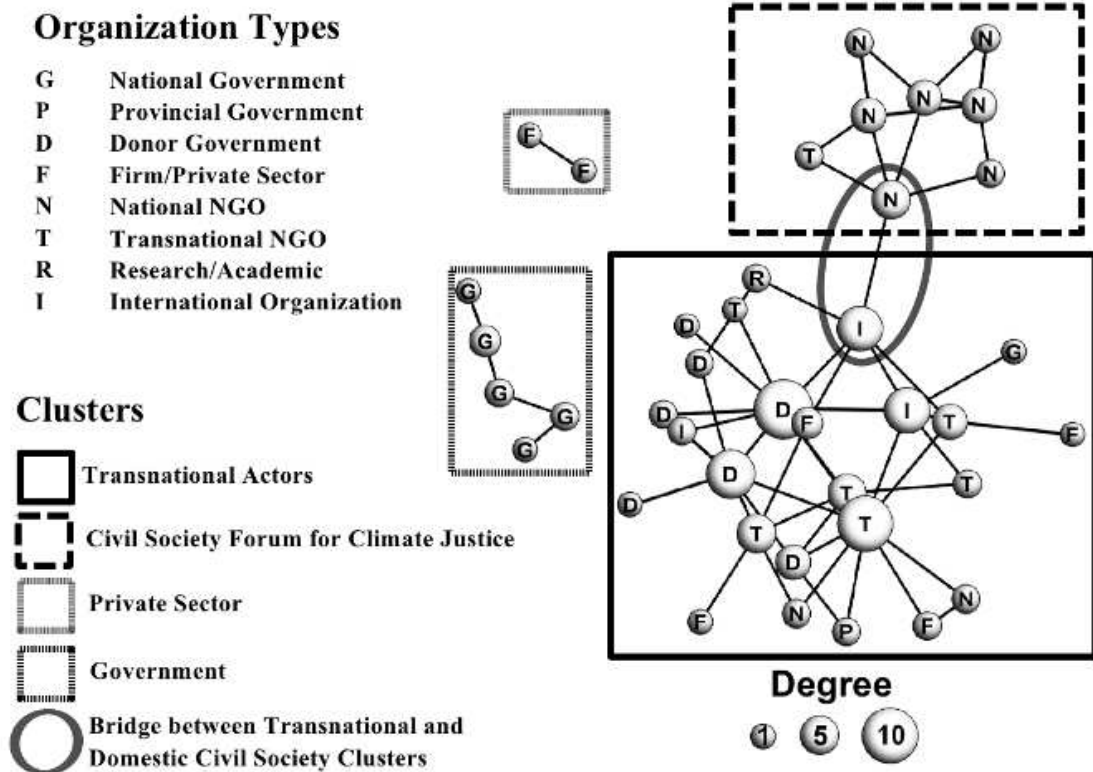 Organization Types
G National Government
P Provincial Government
D Donor Government
F Firm/Private Sector
N National NGO
T Transnational NGO
R Research/Academic
I International Organization
Clusters
Transnational Actors
Civil Society Forum for Climate Justice
Private Sector
Government
Bridge between Transnational and
Domestic Civil Society Clusters
F
F
G
G
G
G
G
N
N
N
N
N
T
N
N
R
T
D
I
D
G
D
D
I
F
I
T
F
D
D
T
T
T
T
D
F
N
P
F
N
Degree
1 5 10